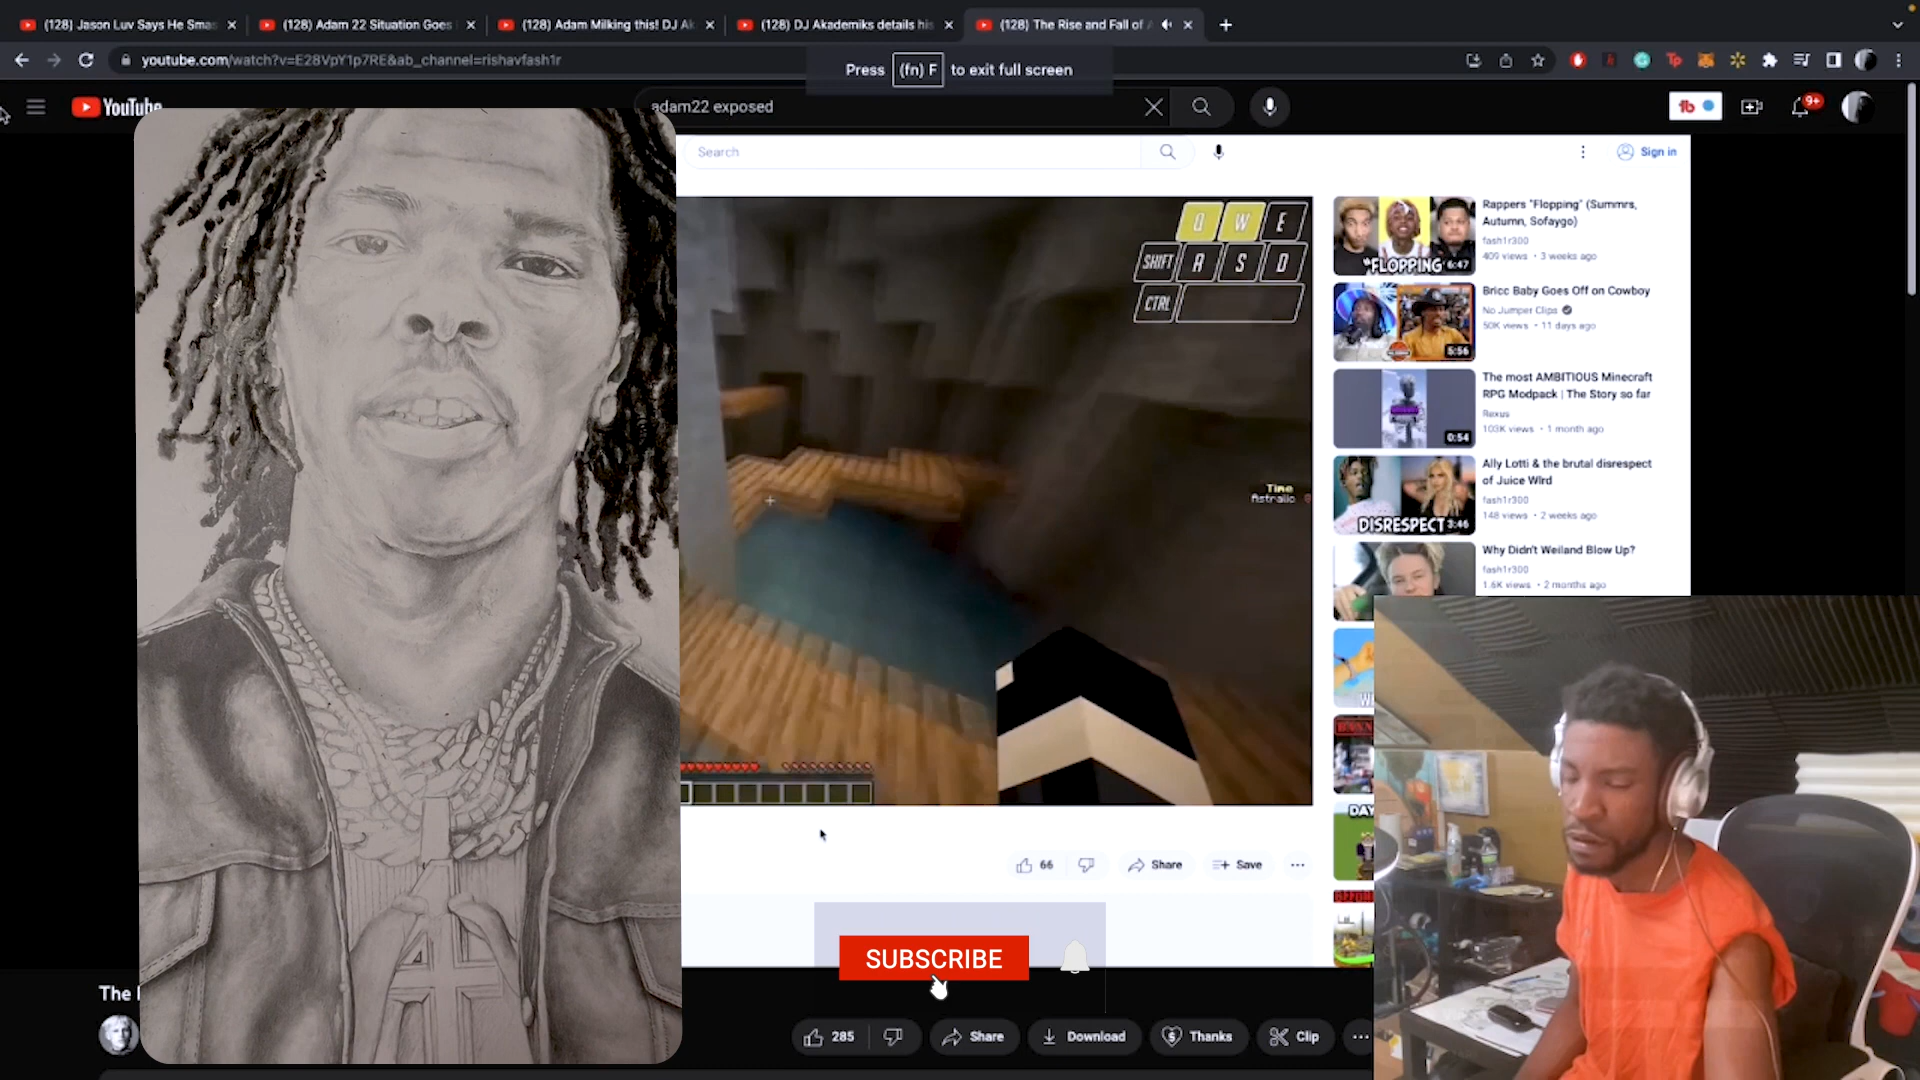 (128) Jason Luv Says He Smas
(128) Adam 22 Situation Goes
(128) Adam Milking this! DJ Ak
(128) DJ Akademiks details his
(128) The Rise and Fall of A
youtube.com/watch?v=E28VpY1p7RE&ab_channel=rishavfash1r
Press (fn) F to exit full screen
YouTube
adam22 exposed
9+
Search
Sign in
Q W E
SHIFT A S D
CTRL
Time
Astralic
Rappers "Flopping" (Summrs,
Autumn, Sofaygo)
fash1r300
409 views • 3 weeks ago
"FLOPPING
6:47
Bricc Baby Goes Off on Cowboy
No Jumper Clips
50K views • 11 days ago
5:56
The most AMBITIOUS Minecraft
RPG Modpack | The Story so far
Rexus
103K views • 1 month ago
0:54
Ally Lotti & the brutal disrespect
of Juice Wlrd
fash1r300
148 views • 2 weeks ago
DISRESPECT
3:46
Why Didn't Weiland Blow Up?
fash1r300
1.6K views • 2 months ago
DAY
66
Share
Save
SUBSCRIBE
The
285
Share
Download
Thanks
Clip